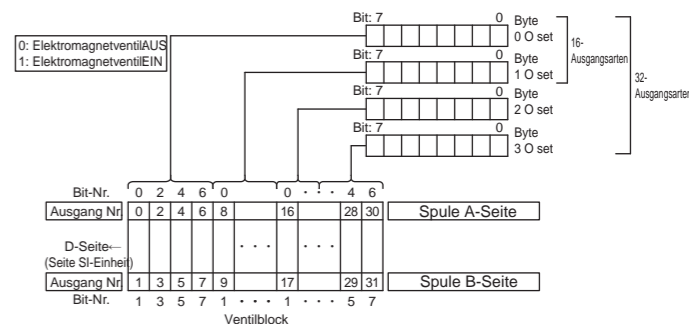 Bit: 7 0 Byte
0 O set
0: ElektromagnetventilAUS
1: ElektromagnetventilEIN
16-
Ausgangsarten
Bit: 7 0 Byte
1 O set
32-
Ausgangsarten
Bit: 7 0 Byte
2 O set
Bit: 7 0 Byte
3 O set
Bit-Nr. 0 2 4 6 0 0 · · · 4 6
Ausgang Nr. 0 2 4 6 8 16 28 30 Spule A-Seite
D-Seite←
(Seite SI-Einheit)
· · · · · ·
Ausgang Nr. 1 3 5 7 9 17 29 31 Spule B-Seite
Bit-Nr. 1 3 5 7 1 · · · 1 · · · 5 7
Ventilblock